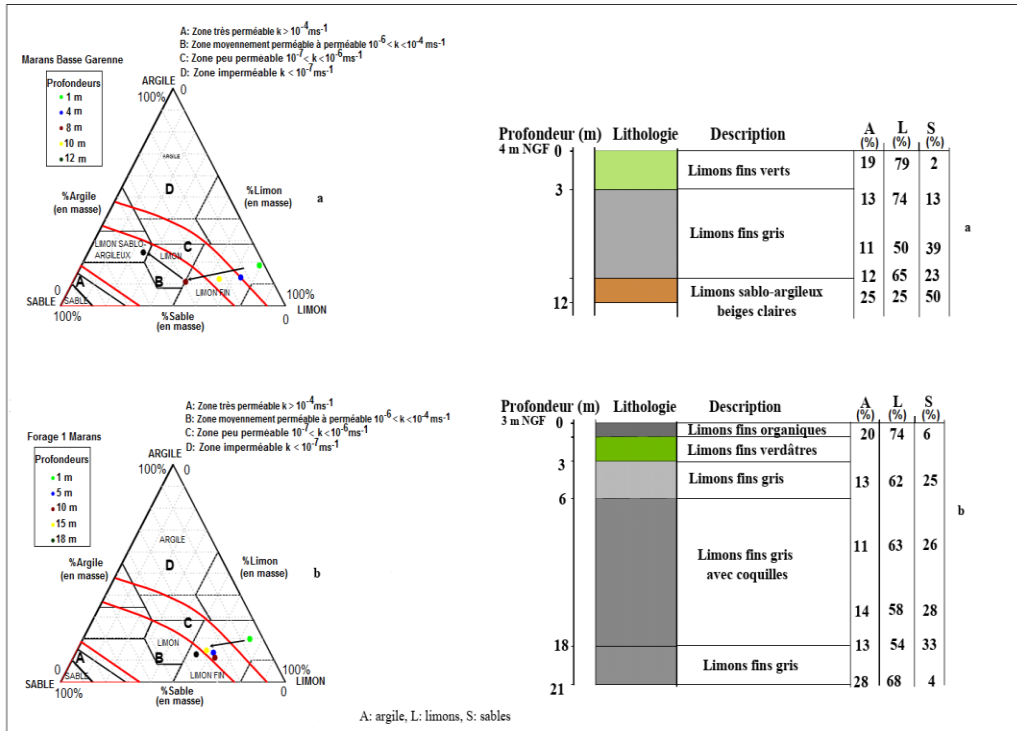 A: Zone très perméable k > 10⁻⁴ms⁻¹
B: Zone moyennement perméable à perméable 10⁻⁶ < k < 10⁻⁴ ms⁻¹
C: Zone peu perméable 10⁻⁷ < k < 10⁻⁶ms⁻¹
D: Zone imperméable k < 10⁻⁷ms⁻¹
Marans Basse Garenne
Profondeurs
1 m
4 m
8 m
10 m
12 m
ARGILE
100% 0
ARGILE
D
%Argile
(en masse)
%Limon
(en masse)
a
LIMON SABLO-
ARGILEUX
LIMON
C
B
A
LIMON FIN
SABLE
0
100%
SABLE
100%
%Sable
(en masse)
0
LIMON
Profondeur (m) Lithologie Description A L S
4 m NGF (%) (%) (%)
0
Limons fins verts 19 79 2
3
13 74 13
Limons fins gris
11 50 39
12 65 23
Limons sablo-argileux 25 25 50
beiges claires
12
a
A: Zone très perméable k > 10⁻⁴ms⁻¹
B: Zone moyennement perméable à perméable 10⁻⁶ < k < 10⁻⁴ ms⁻¹
C: Zone peu perméable 10⁻⁷ < k < 10⁻⁶ms⁻¹
D: Zone imperméable k < 10⁻⁷ms⁻¹
Forage 1 Marans
Profondeurs
1 m
5 m
10 m
15 m
18 m
ARGILE
100% 0
ARGILE
D
%Argile
(en masse)
%Limon
(en masse)
b
C
LIMON
B
A
LIMON FIN
SABLE
0
100%
SABLE
100%
%Sable
(en masse)
0
LIMON
Profondeur (m) Lithologie Description A L S
3 m NGF (%) (%) (%)
0
Limons fins organiques 20 74 6
Limons fins verdâtres
3
Limons fins gris 13 62 25
6
11 63 26
Limons fins gris
avec coquilles
14 58 28
18
13 54 33
Limons fins gris
28 68 4
21
b
A: argile, L: limons, S: sables